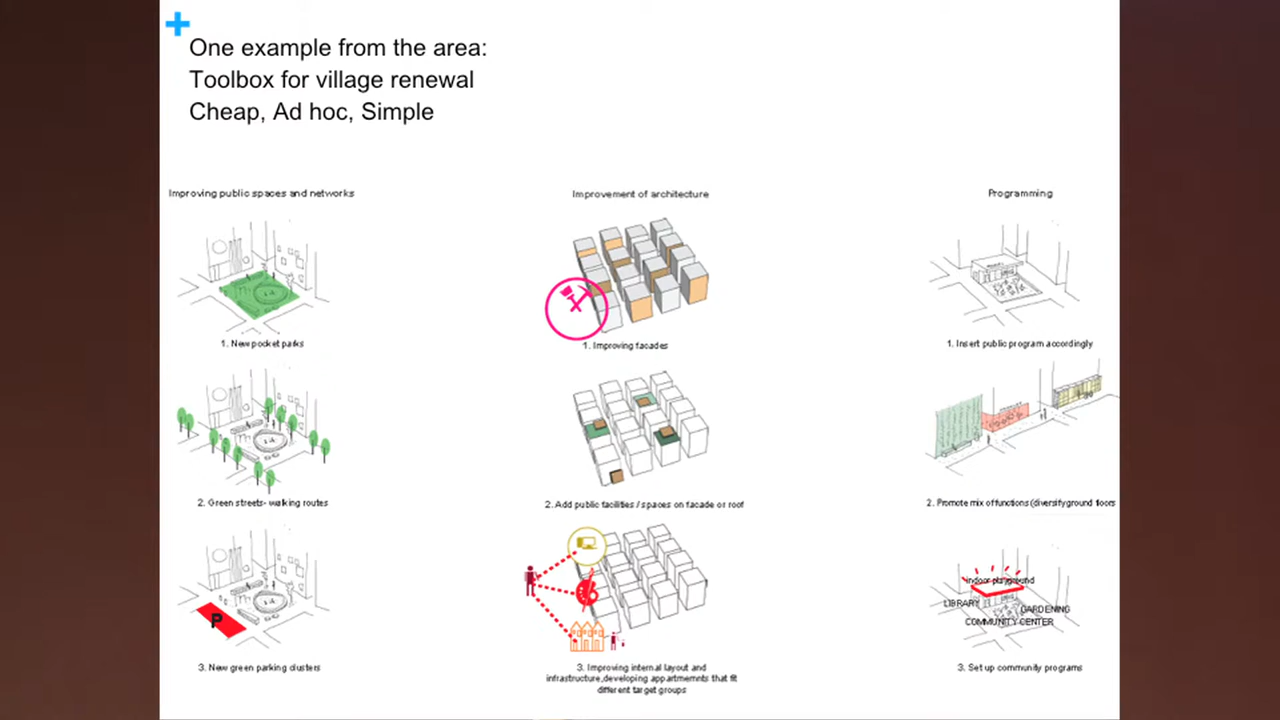 One example from the area:
Toolbox for village renewal
Cheap, Ad hoc, Simple
Improving public spaces and networks
Improvement of architecture
Programming
1. New pocket parks
1. Improving facades
1. Insert public program accordingly
2. Green streets- walking routes
2. Add public facilities / spaces on facade or roof
2. Promote mix of functions (diversify ground floors
P
indoor playground
LIBRARY
GARDENING
COMMUNITY CENTER
3. New green parking clusters
3. Improving internal layout and
infrastructure,developing appartmemnts that fit
different target groups
3. Set up community programs